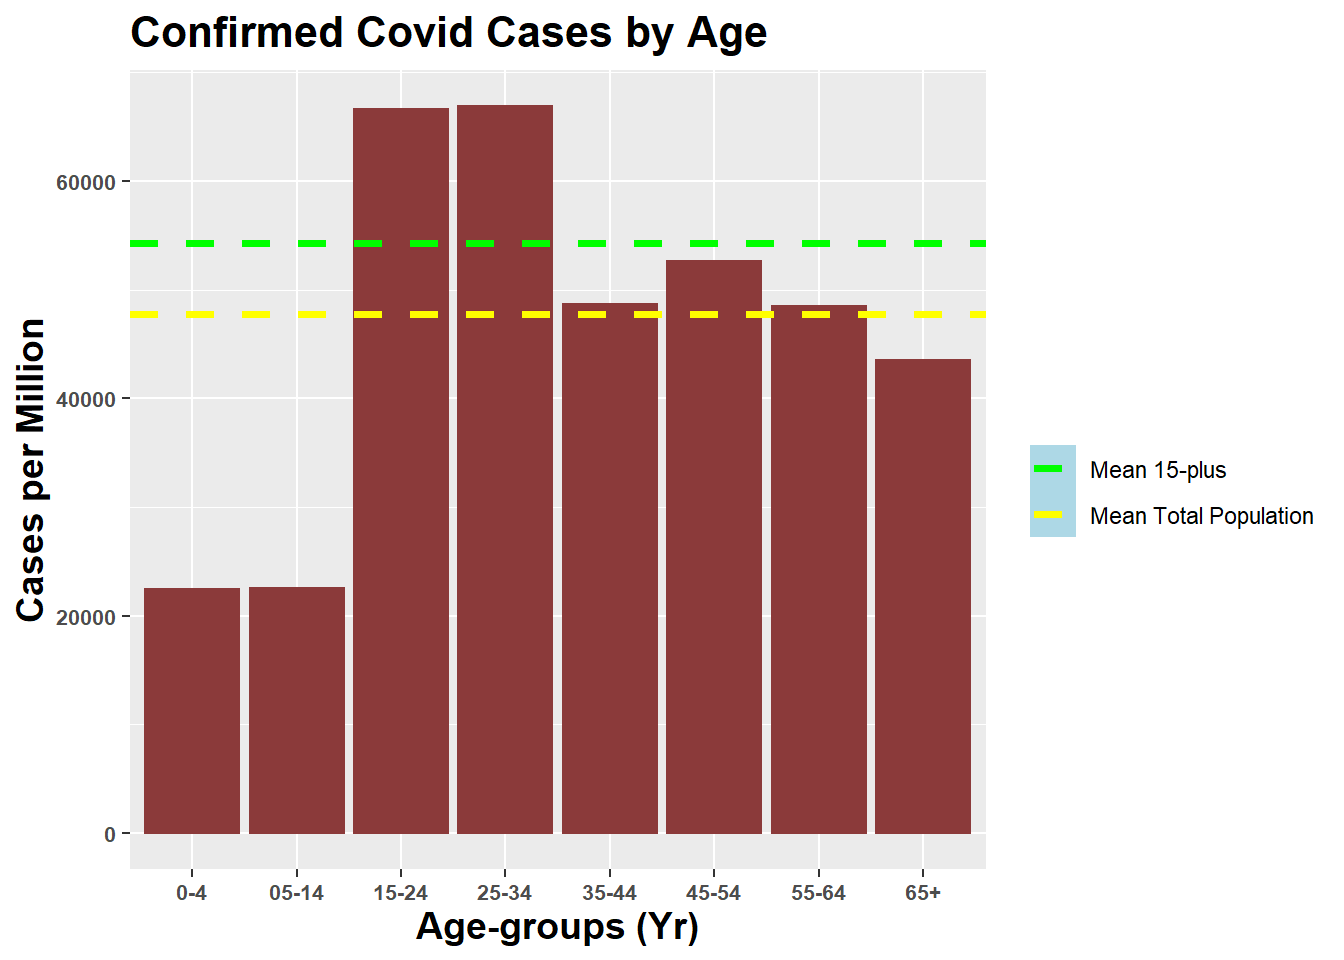 Confirmed Covid Cases by Age
Cases per Million
60000
40000
20000
0
0-4 05-14 15-24 25-34 35-44 45-54 55-64 65+
Age-groups (Yr)
Mean 15-plus
Mean Total Population